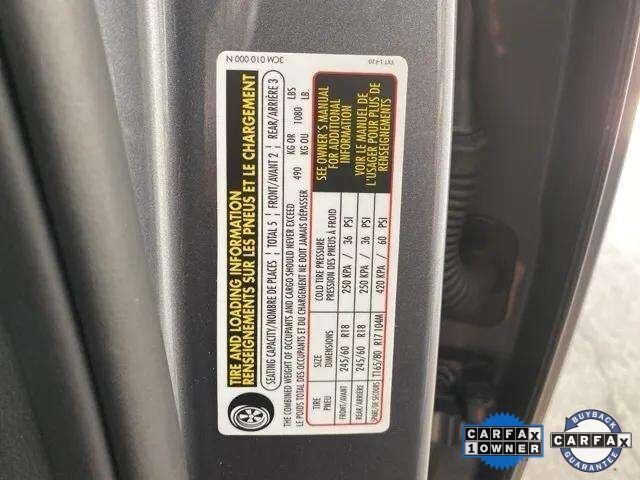 3CM 010 000 N
TIRE AND LOADING INFORMATION
RENSEIGNEMENTS SUR LES PNEUS ET LE CHARGEMENT
SEATING CAPACITY/NOMBRE DE PLACES TOTAL 5 FRONT/AVANT 2 REAR/ARRIÈRE 3
THE COMBINED WEIGHT OF OCCUPANTS AND CARGO SHOULD NEVER EXCEED 490 KG OR 1080 LBS
LE POIDS TOTAL DES OCCUPANTS ET DU CHARGEMENT NE DOIT JAMAIS DÉPASSER KG OU LB.
TIRE SIZE COLD TIRE PRESSURE
PNEU DIMENSIONS PRESSION DES PNEUS À FROID
FRONT/AVANT 245/60 R18 250 KPA / 36 PSI
REAR/ARRIÈRE 245/60 R18 250 KPA / 36 PSI
SPARE/DE SECOURS T165/80 R17 104M 420 KPA / 60 PSI
SEE OWNER'S MANUAL
FOR ADDITIONAL
INFORMATION
VOIR LE MANUEL DE
L'USAGER POUR PLUS DE
RENSEIGNEMENTS
CARFAX
1 OWNER
BUYBACK
CARFAX
GUARANTEE